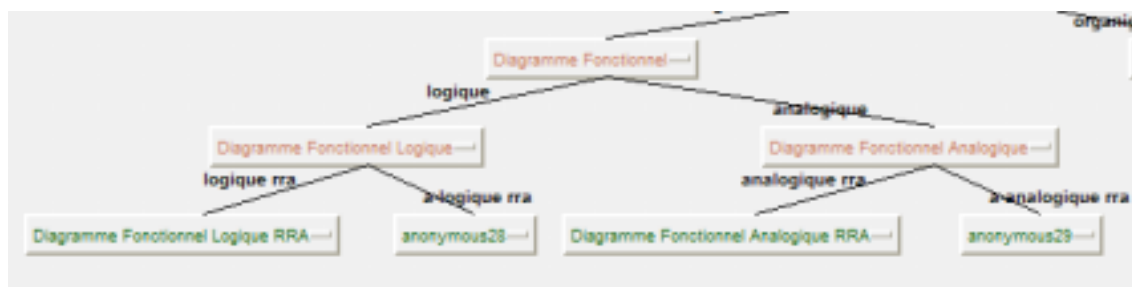 Diagramme Fonctionnel
logique
analogique
Diagramme Fonctionnel Logique
Diagramme Fonctionnel Analogique
logique rra
a-logique rra
analogique rra
a-analogique rra
Diagramme Fonctionnel Logique RRA
anonymous28
Diagramme Fonctionnel Analogique RRA
anonymous29